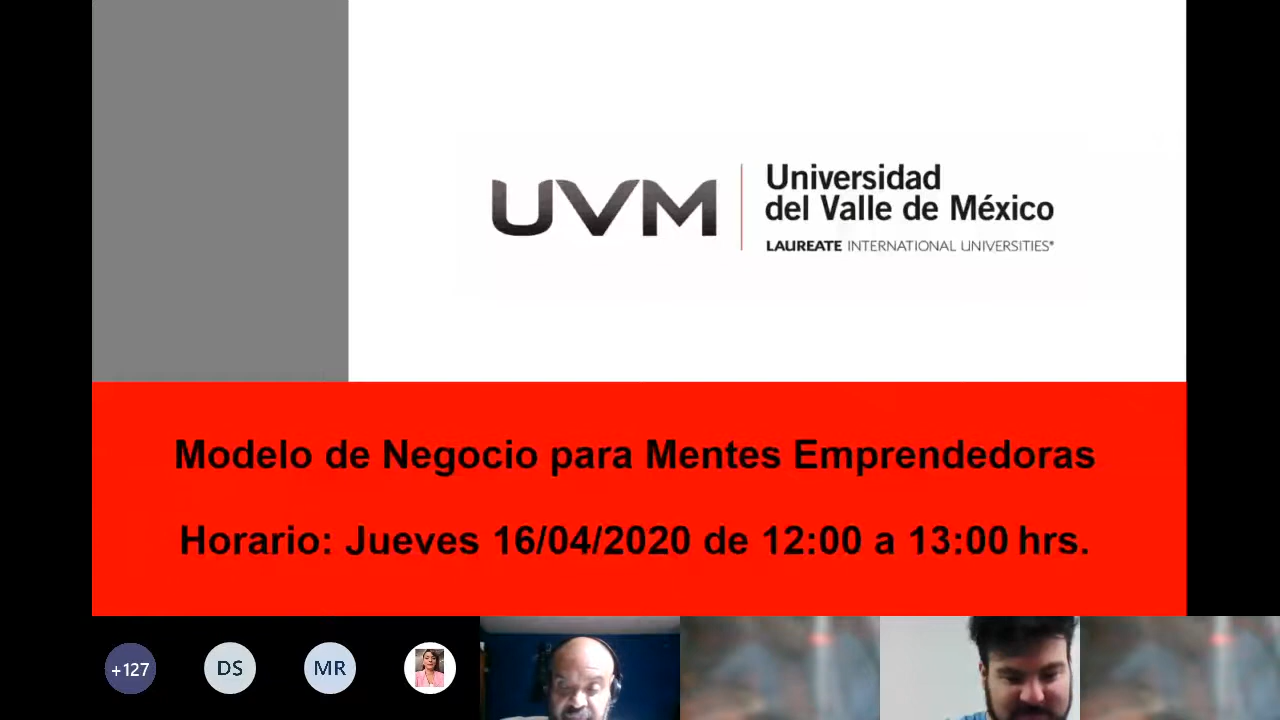 UVM
Universidad
del Valle de México
LAUREATE INTERNATIONAL UNIVERSITIES®
Modelo de Negocio para Mentes Emprendedoras
Horario: Jueves 16/04/2020 de 12:00 a 13:00 hrs.
+127
DS
MR